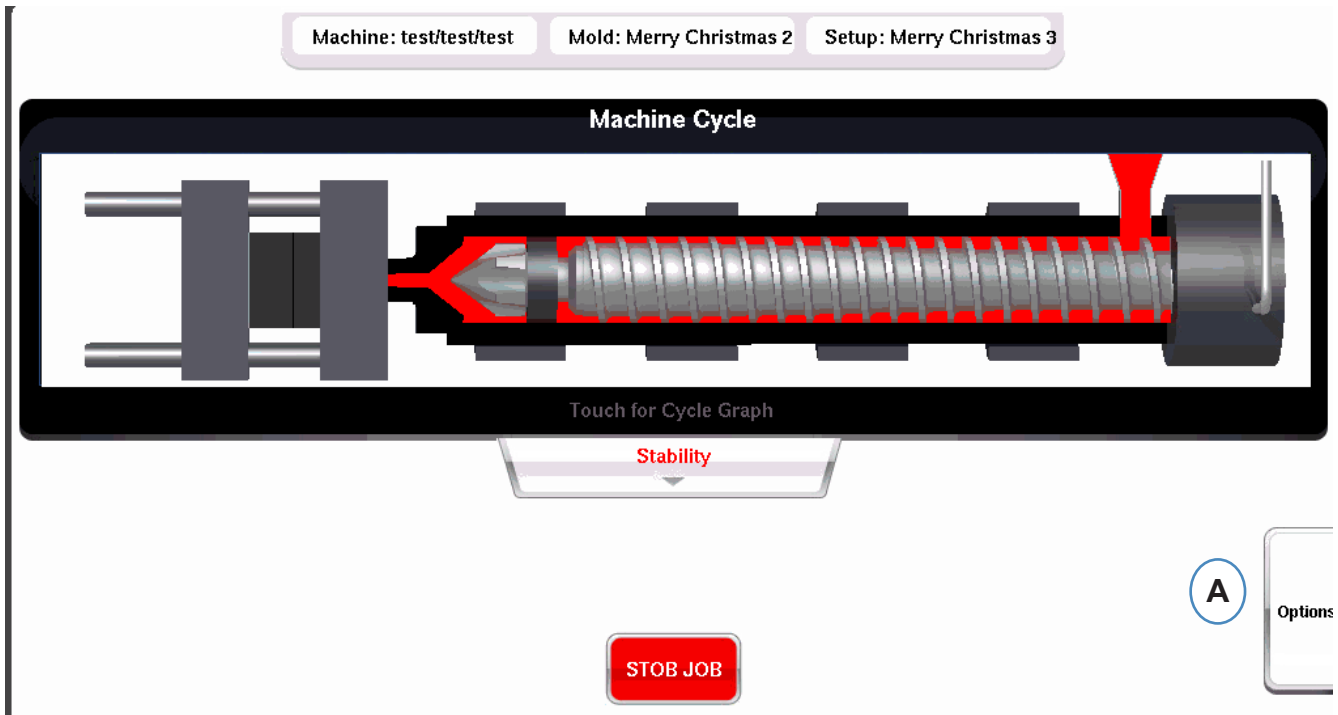 Machine: test/test/test Mold: Merry Christmas 2 Setup: Merry Christmas 3
Machine Cycle
Touch for Cycle Graph
Stability
A
Options
STOB JOB